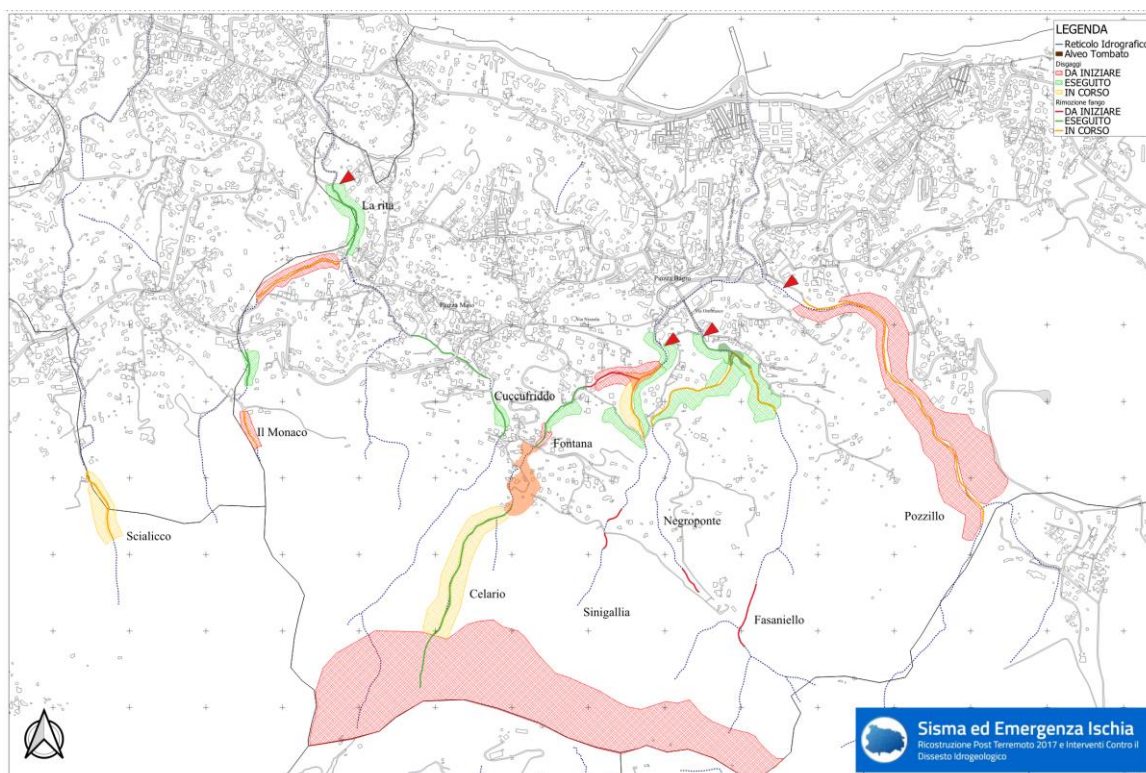 LEGENDA
Reticolo Idrografico
Alveo Tombato
Disgaggi
DA INIZIARE
ESEGUITO
IN CORSO
Rimozione fango
DA INIZIARE
ESEGUITO
IN CORSO
La rita
Piazza Bagni
Piazza Maio
Cuccufriddo
Il Monaco
Fontana
Scialicco
Negroponte
Pozzillo
Celario
Sinigallia
Fasaniello
Sisma ed Emergenza Ischia
Ricostruzione Post Terremoto 2017 e Interventi Contro il
Dissesto Idrogeologico